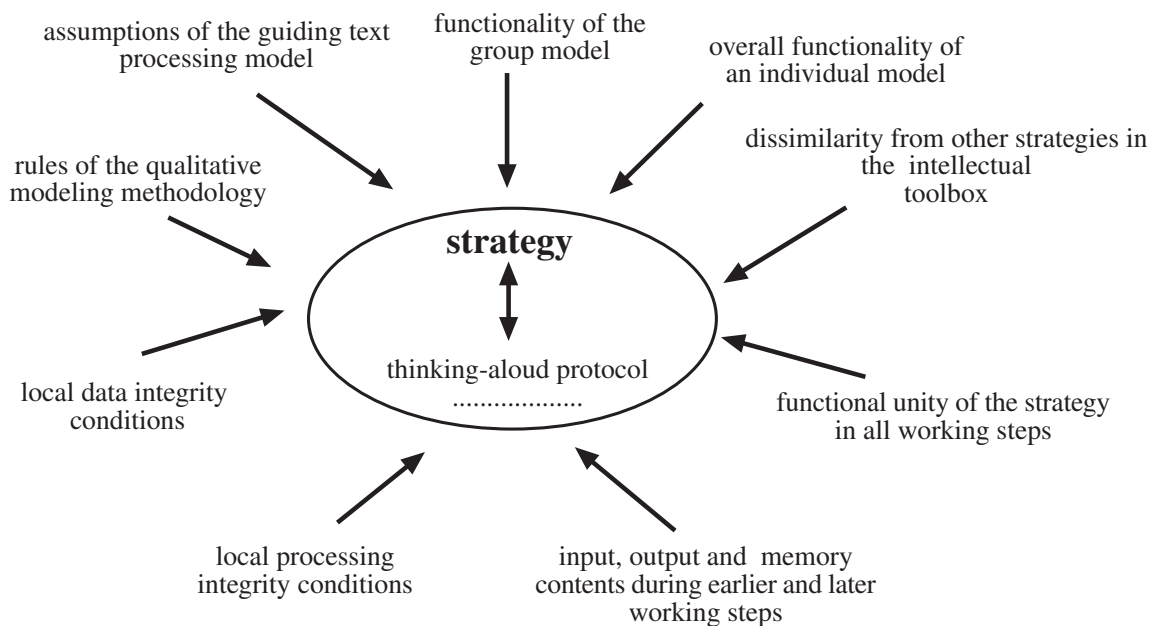 assumptions of the guiding text
processing model
functionality of the
group model
overall functionality of
an individual model
rules of the qualitative
modeling methodology
dissimilarity from other strategies in
the intellectual
toolbox
strategy
thinking-aloud protocol
...................
local data integrity
conditions
functional unity of the strategy
in all working steps
local processing
integrity conditions
input, output and memory
contents during earlier and later
working steps